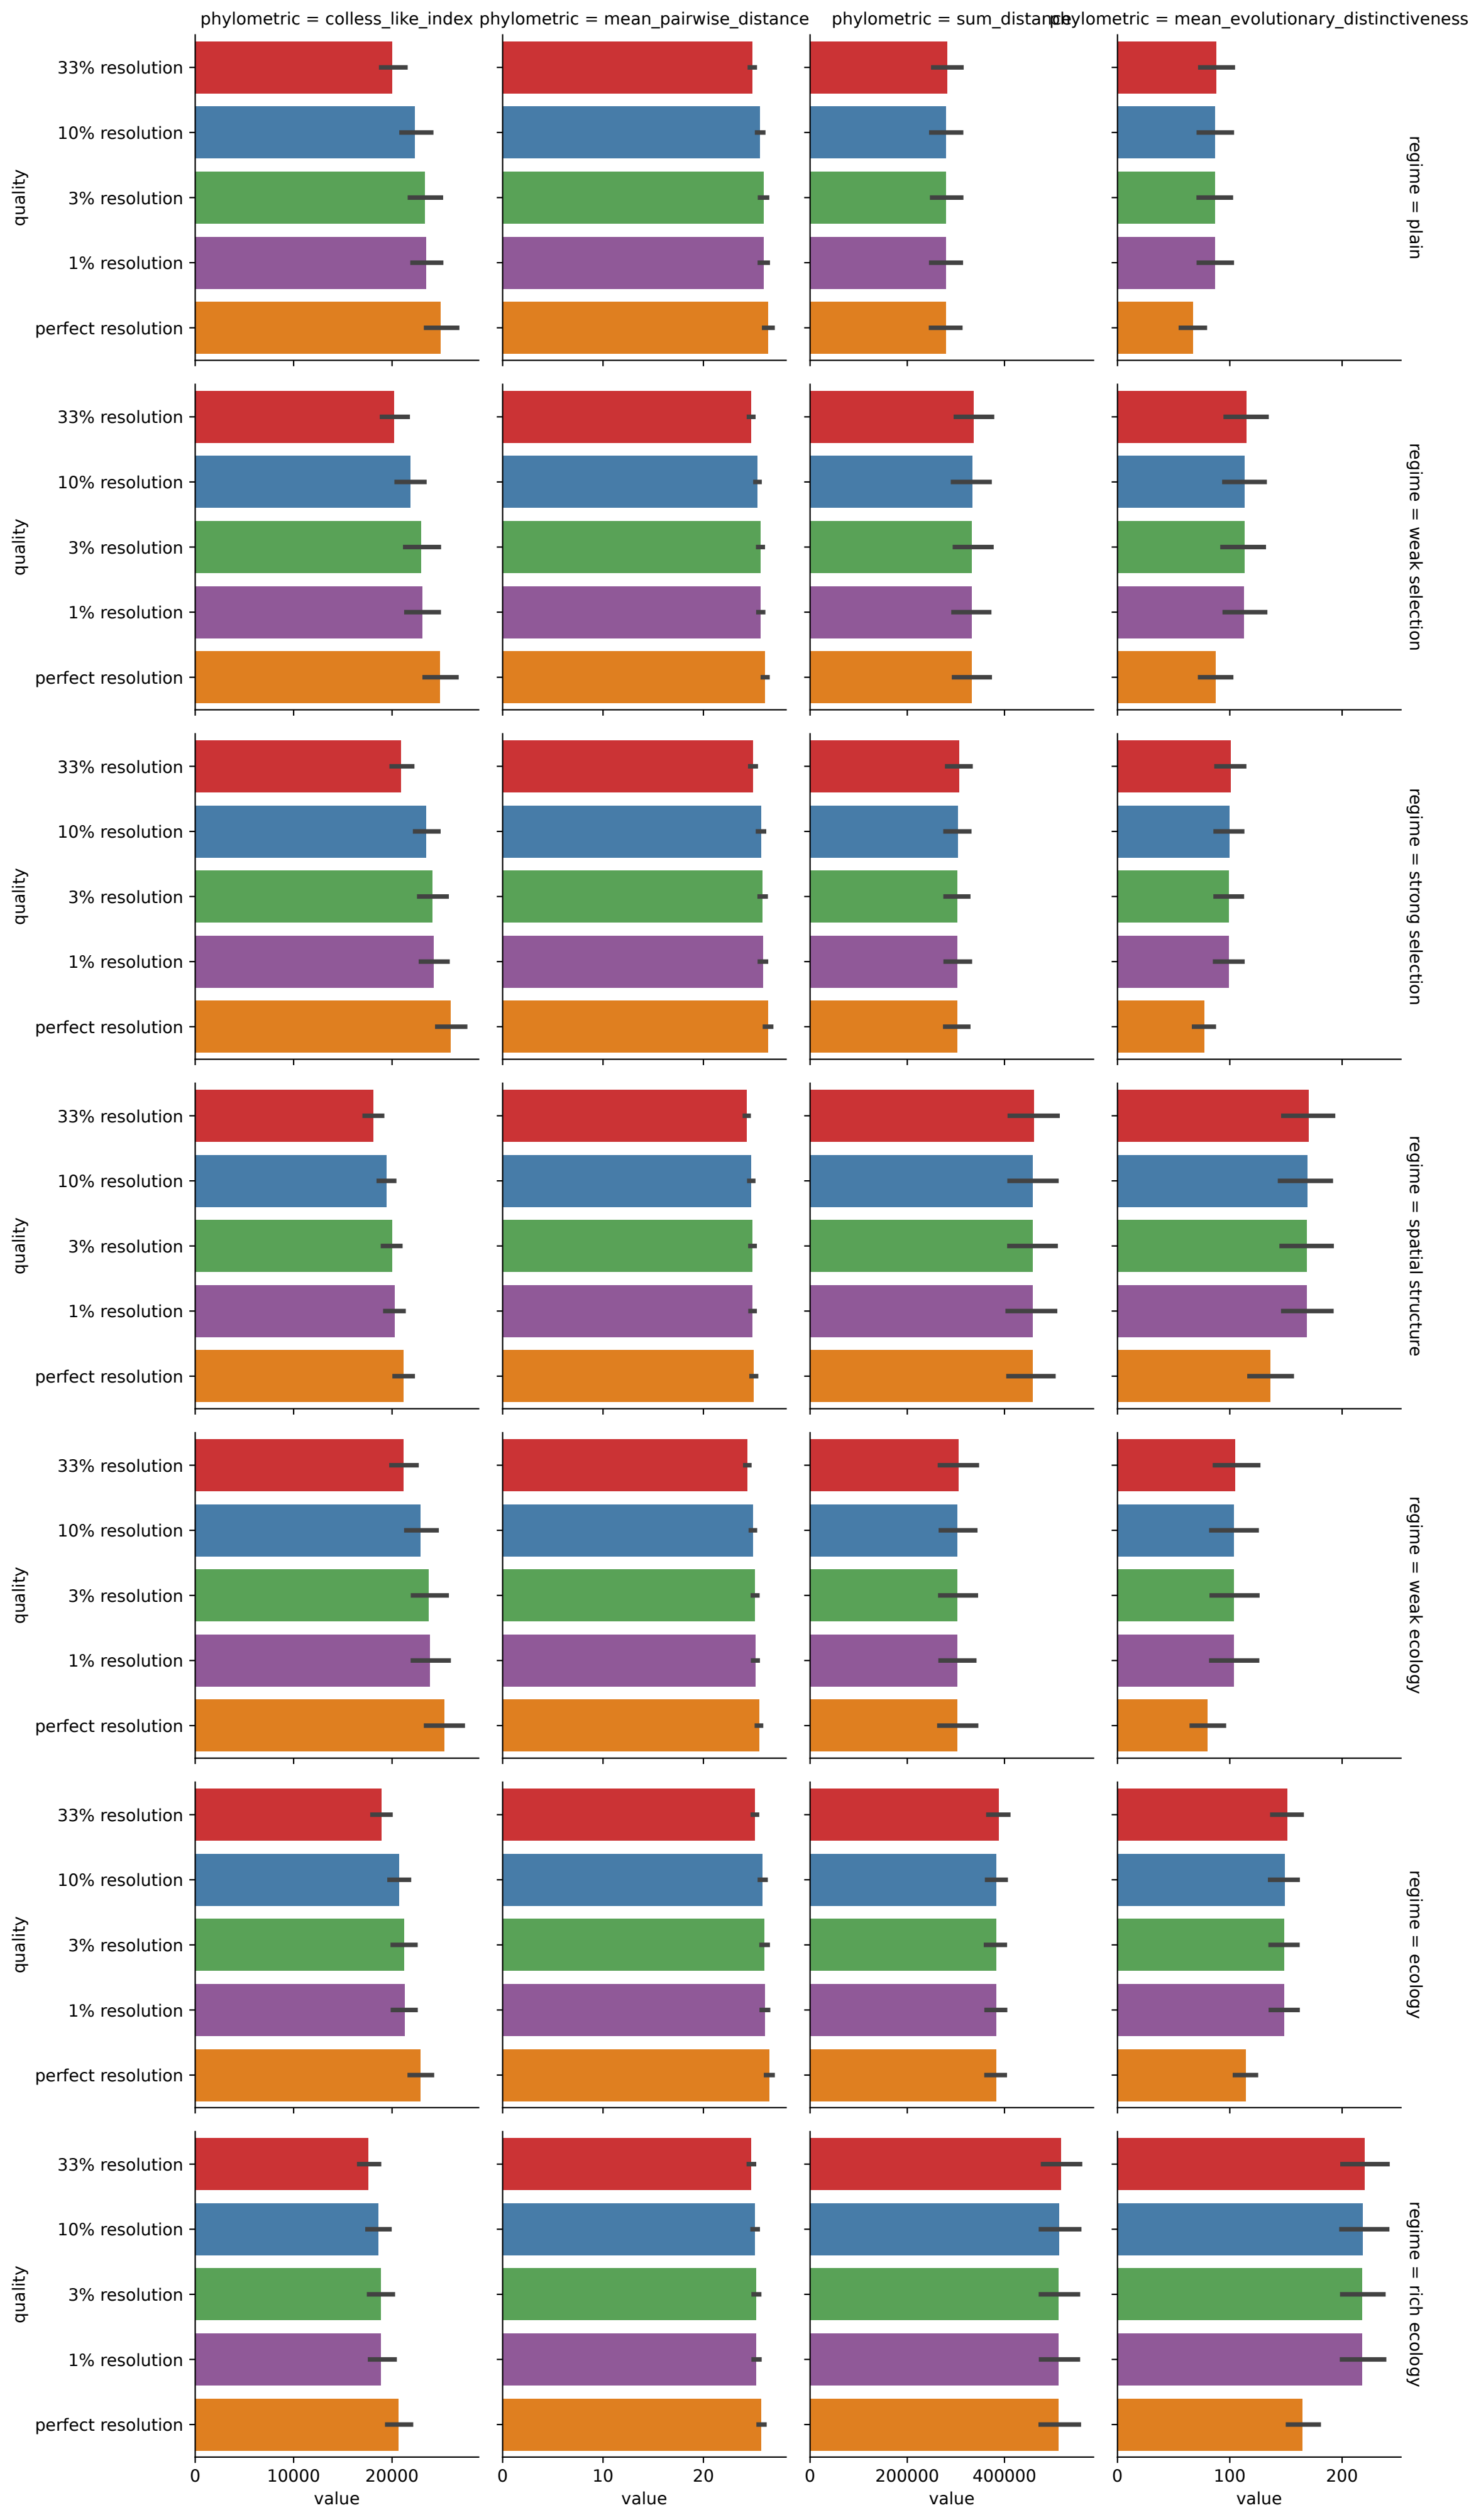 phylometric = colless_like_index
phylometric = mean_pairwise_distance
phylometric = sum_distance
phylometric = mean_evolutionary_distinctiveness
33% resolution
10% resolution
3% resolution
1% resolution
perfect resolution
quality
regime = plain
33% resolution
10% resolution
3% resolution
1% resolution
perfect resolution
quality
regime = weak selection
33% resolution
10% resolution
3% resolution
1% resolution
perfect resolution
quality
regime = strong selection
33% resolution
10% resolution
3% resolution
1% resolution
perfect resolution
quality
regime = spatial structure
33% resolution
10% resolution
3% resolution
1% resolution
perfect resolution
quality
regime = weak ecology
33% resolution
10% resolution
3% resolution
1% resolution
perfect resolution
quality
regime = ecology
33% resolution
10% resolution
3% resolution
1% resolution
perfect resolution
quality
regime = rich ecology
0 10000 20000
value
0 10 20
value
0 200000 400000
value
0 100 200
value